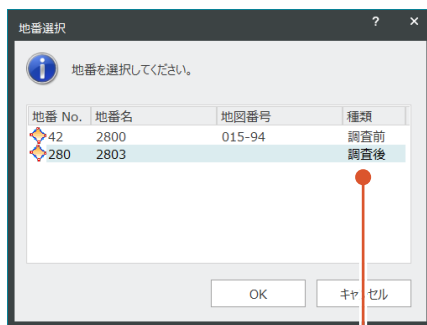 地番選択 ? ×
地番を選択してください。
地番 No. 地番名 地図番号 種類
42 2800 015-94 調査前
280 2803 調査後
OK キャンセル